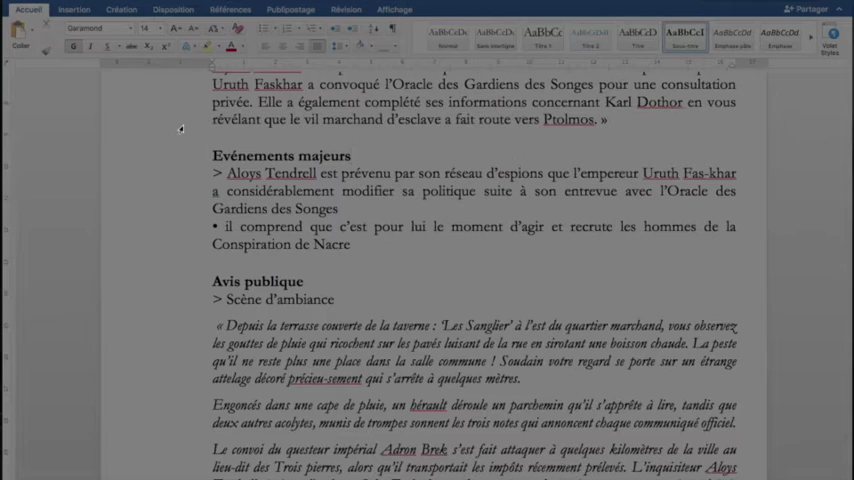 Accueil Insertion Création Disposition Références Publipostage Révision Affichage Partager
Coller Garamond 14
G I S abc X₂ X²
AaBbCcDc AaBbCcDc AaBbCc AaBbCcDc AaBbCcD AaBbCcI AaBbCcDc AaBbCcDc
Normal Sans interligne Titre 1 Titre 2 Titre Sous-titre Emphase pâle Emphase Volet Styles
Uruth Faskhar a convoqué l'Oracle des Gardiens des Songes pour une consultation
privée. Elle a également complété ses informations concernant Karl Dothor en vous
révélant que le vil marchand d'esclave a fait route vers Ptolmos. »
Evénements majeurs
> Aloys Tendrell est prévenu par son réseau d'espions que l'empereur Uruth Fas-khar
a considérablement modifier sa politique suite à son entrevue avec l'Oracle des
Gardiens des Songes
• il comprend que c'est pour lui le moment d'agir et recrute les hommes de la
Conspiration de Nacre
Avis publique
> Scène d'ambiance
« Depuis la terrasse couverte de la taverne : 'Les Sanglier' à l'est du quartier marchand, vous observez
les gouttes de pluie qui ricochent sur les pavés luisant de la rue en sirotant une boisson chaude. La peste
qu'il ne reste plus une place dans la salle commune ! Soudain votre regard se porte sur un étrange
attelage décoré précieu-sement qui s'arrête à quelques mètres.
Engoncés dans une cape de pluie, un hérault déroule un parchemin qu'il s'apprête à lire, tandis que
deux autres acolytes, munis de trompes sonnent les trois notes qui annoncent chaque communiqué officiel.
Le convoi du questeur impérial Adron Brek s'est fait attaquer à quelques kilomètres de la ville au
lieu-dit des Trois pierres, alors qu'il transportait les impôts récemment prélevés. L'inquisiteur Aloys